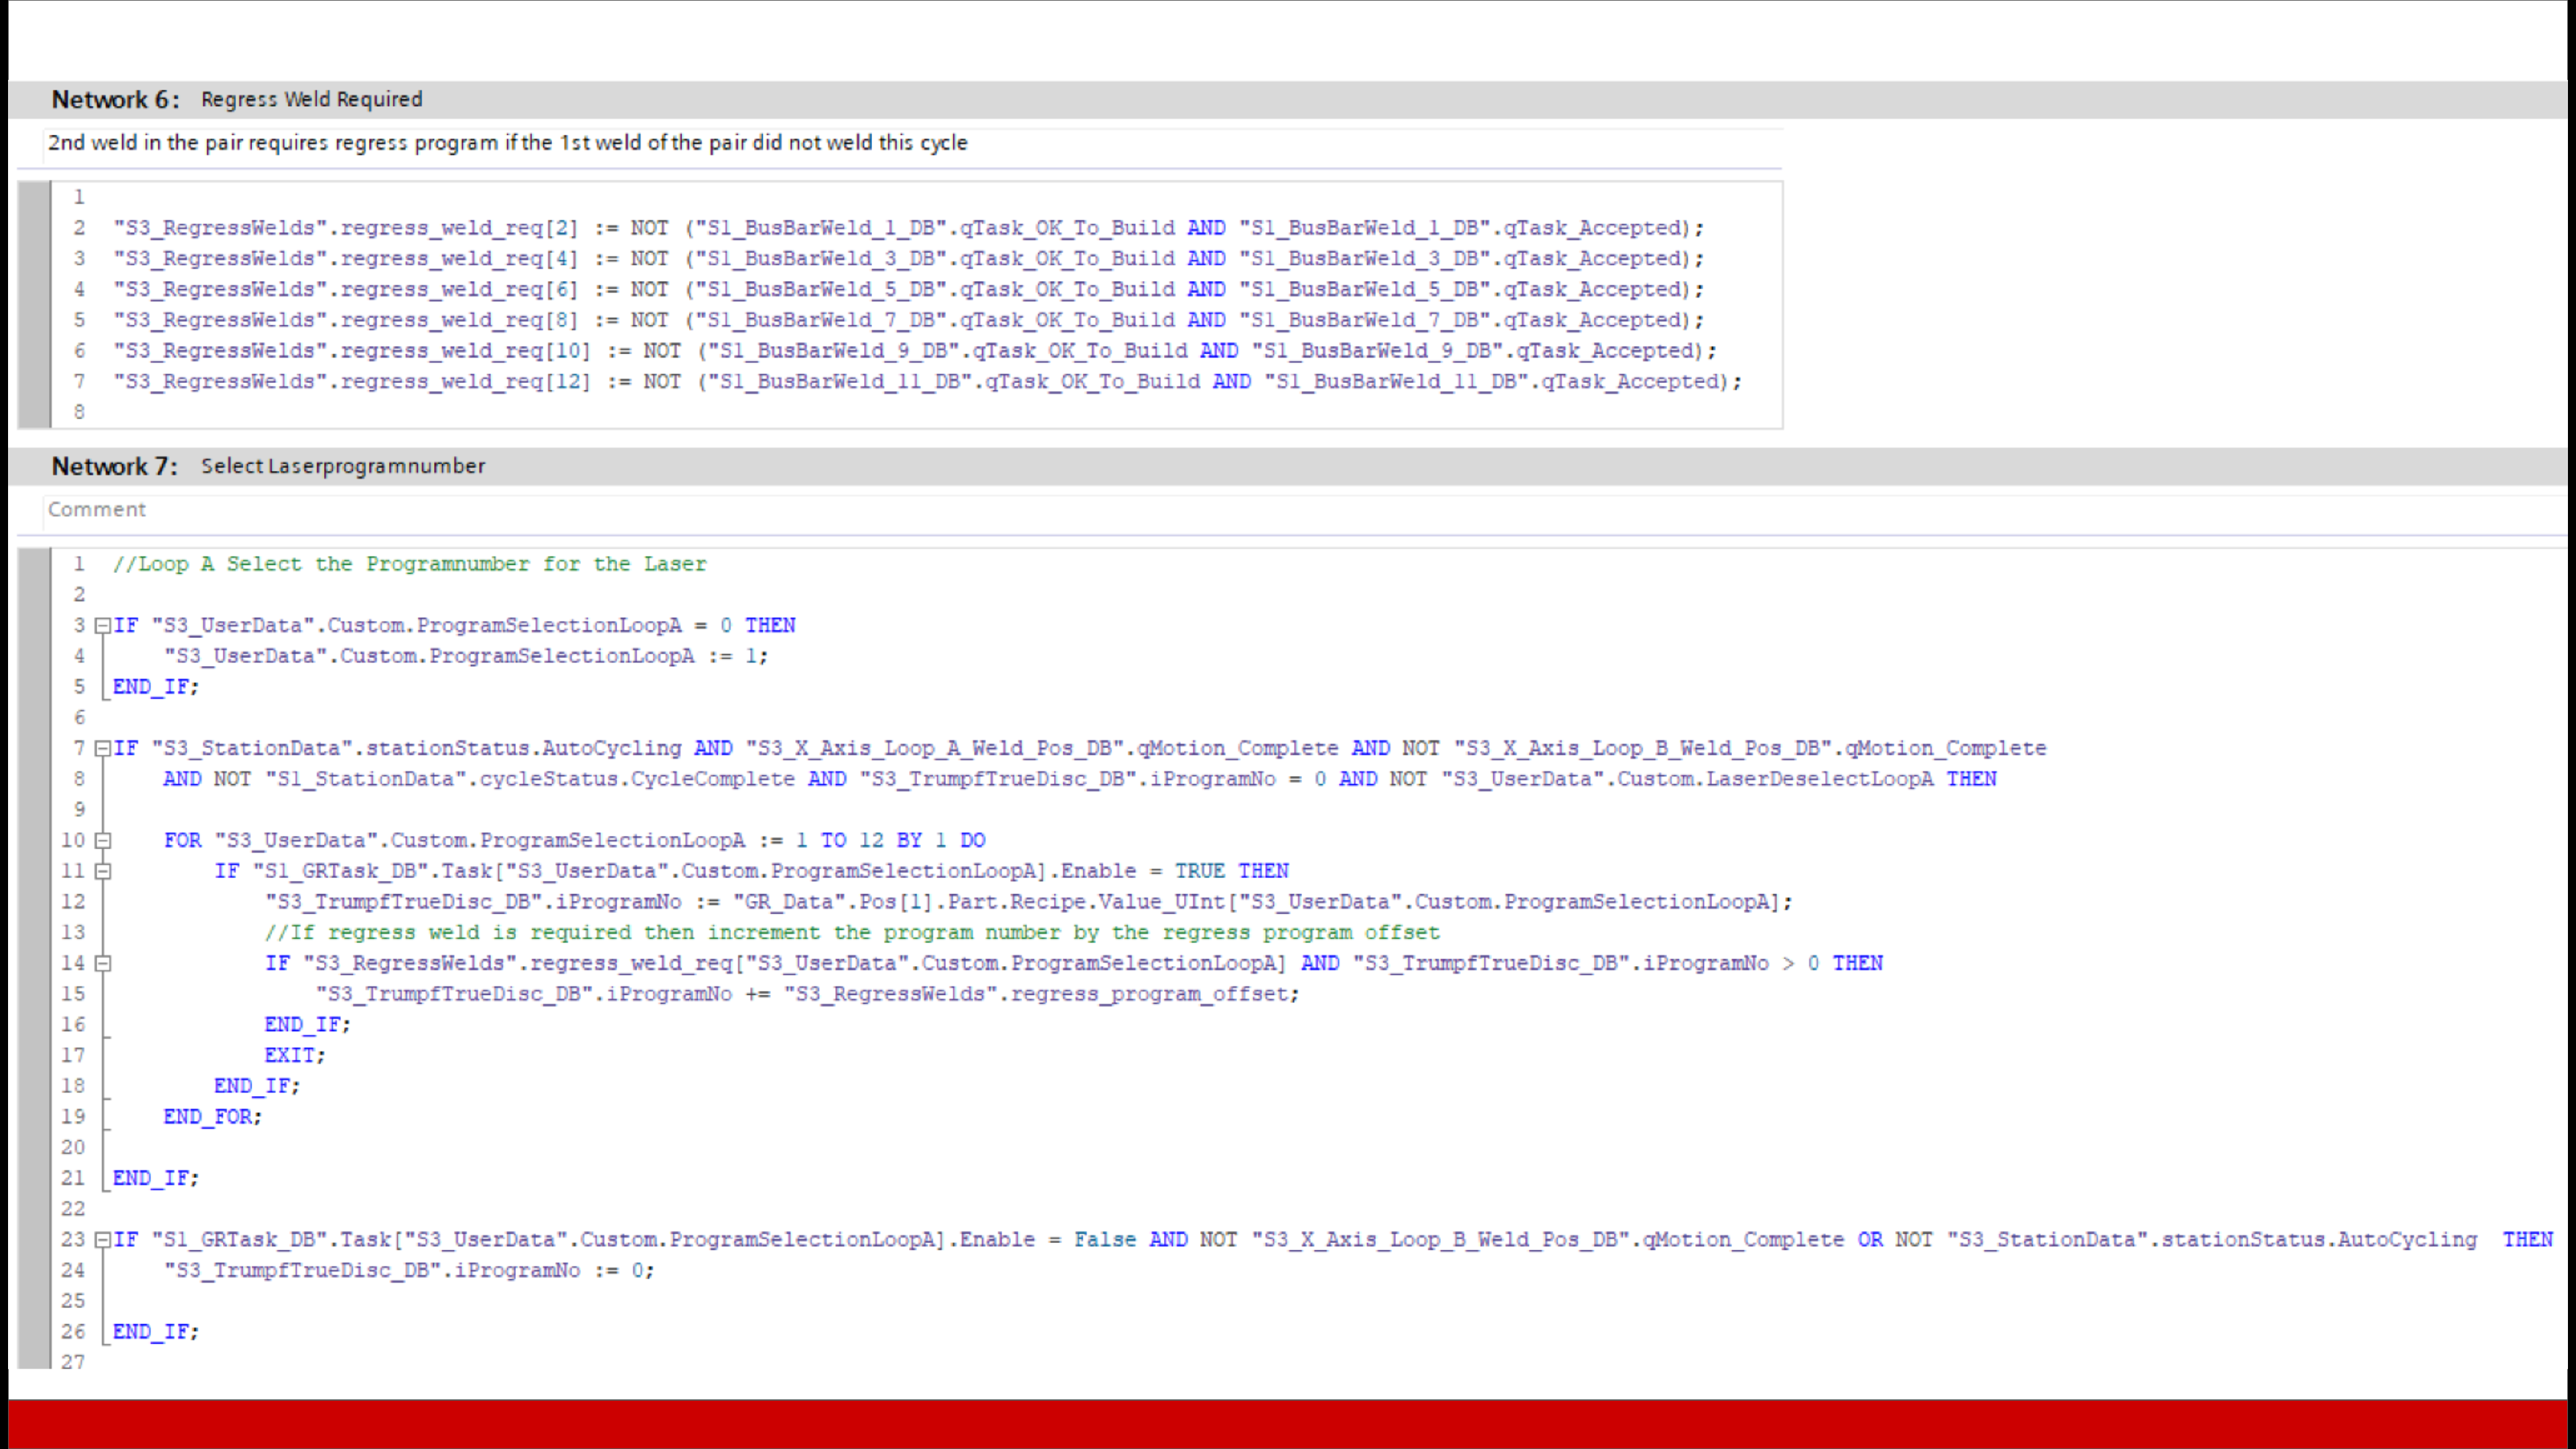 Network 6: Regress Weld Required
2nd weld in the pair requires regress program if the 1st weld of the pair did not weld this cycle
1
2 "S3_RegressWelds".regress_weld_req[2] := NOT ("S1_BusBarWeld_1_DB".qTask_OK_To_Build AND "S1_BusBarWeld_1_DB".qTask_Accepted);
3 "S3_RegressWelds".regress_weld_req[4] := NOT ("S1_BusBarWeld_3_DB".qTask_OK_To_Build AND "S1_BusBarWeld_3_DB".qTask_Accepted);
4 "S3_RegressWelds".regress_weld_req[6] := NOT ("S1_BusBarWeld_5_DB".qTask_OK_To_Build AND "S1_BusBarWeld_5_DB".qTask_Accepted);
5 "S3_RegressWelds".regress_weld_req[8] := NOT ("S1_BusBarWeld_7_DB".qTask_OK_To_Build AND "S1_BusBarWeld_7_DB".qTask_Accepted);
6 "S3_RegressWelds".regress_weld_req[10] := NOT ("S1_BusBarWeld_9_DB".qTask_OK_To_Build AND "S1_BusBarWeld_9_DB".qTask_Accepted);
7 "S3_RegressWelds".regress_weld_req[12] := NOT ("S1_BusBarWeld_11_DB".qTask_OK_To_Build AND "S1_BusBarWeld_11_DB".qTask_Accepted);
8
Network 7: Select Laserprogramnumber
Comment
1 //Loop A Select the Programnumber for the Laser
2
3 IF "S3_UserData".Custom.ProgramSelectionLoopA = 0 THEN
4 "S3_UserData".Custom.ProgramSelectionLoopA := 1;
5 END_IF;
6
7 IF "S3_StationData".stationStatus.AutoCycling AND "S3_X_Axis_Loop_A_Weld_Pos_DB".qMotion_Complete AND NOT "S3_X_Axis_Loop_B_Weld_Pos_DB".qMotion_Complete
8 AND NOT "S1_StationData".cycleStatus.CycleComplete AND "S3_TrumpfTrueDisc_DB".iProgramNo = 0 AND NOT "S3_UserData".Custom.LaserDeselectLoopA THEN
9
10 FOR "S3_UserData".Custom.ProgramSelectionLoopA := 1 TO 12 BY 1 DO
11 IF "S1_GRTask_DB".Task["S3_UserData".Custom.ProgramSelectionLoopA].Enable = TRUE THEN
12 "S3_TrumpfTrueDisc_DB".iProgramNo := "GR_Data".Pos[1].Part.Recipe.Value_UInt["S3_UserData".Custom.ProgramSelectionLoopA];
13 //If regress weld is required then increment the program number by the regress program offset
14 IF "S3_RegressWelds".regress_weld_req["S3_UserData".Custom.ProgramSelectionLoopA] AND "S3_TrumpfTrueDisc_DB".iProgramNo > 0 THEN
15 "S3_TrumpfTrueDisc_DB".iProgramNo += "S3_RegressWelds".regress_program_offset;
16 END_IF;
17 EXIT;
18 END_IF;
19 END_FOR;
20
21 END_IF;
22
23 IF "S1_GRTask_DB".Task["S3_UserData".Custom.ProgramSelectionLoopA].Enable = False AND NOT "S3_X_Axis_Loop_B_Weld_Pos_DB".qMotion_Complete OR NOT "S3_StationData".stationStatus.AutoCycling THEN
24 "S3_TrumpfTrueDisc_DB".iProgramNo := 0;
25
26 END_IF;
27